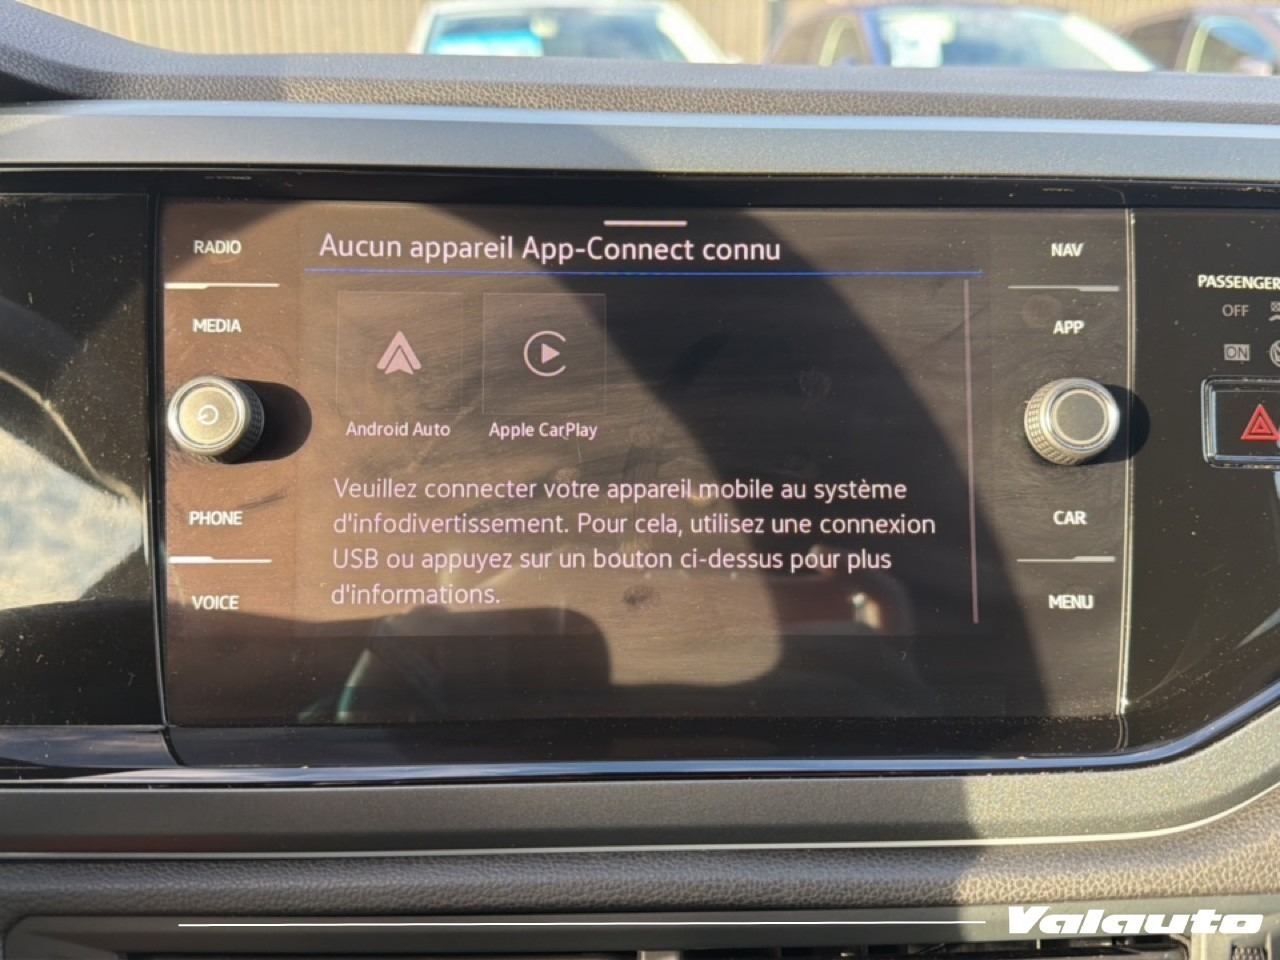 RADIO
MEDIA
PHONE
VOICE
Aucun appareil App-Connect connu
Android Auto
Apple CarPlay
Veuillez connecter votre appareil mobile au système
d'infodivertissement. Pour cela, utilisez une connexion
USB ou appuyez sur un bouton ci-dessus pour plus
d'informations.
NAV
APP
CAR
MENU
PASSENGER
OFF
ON
Valauto